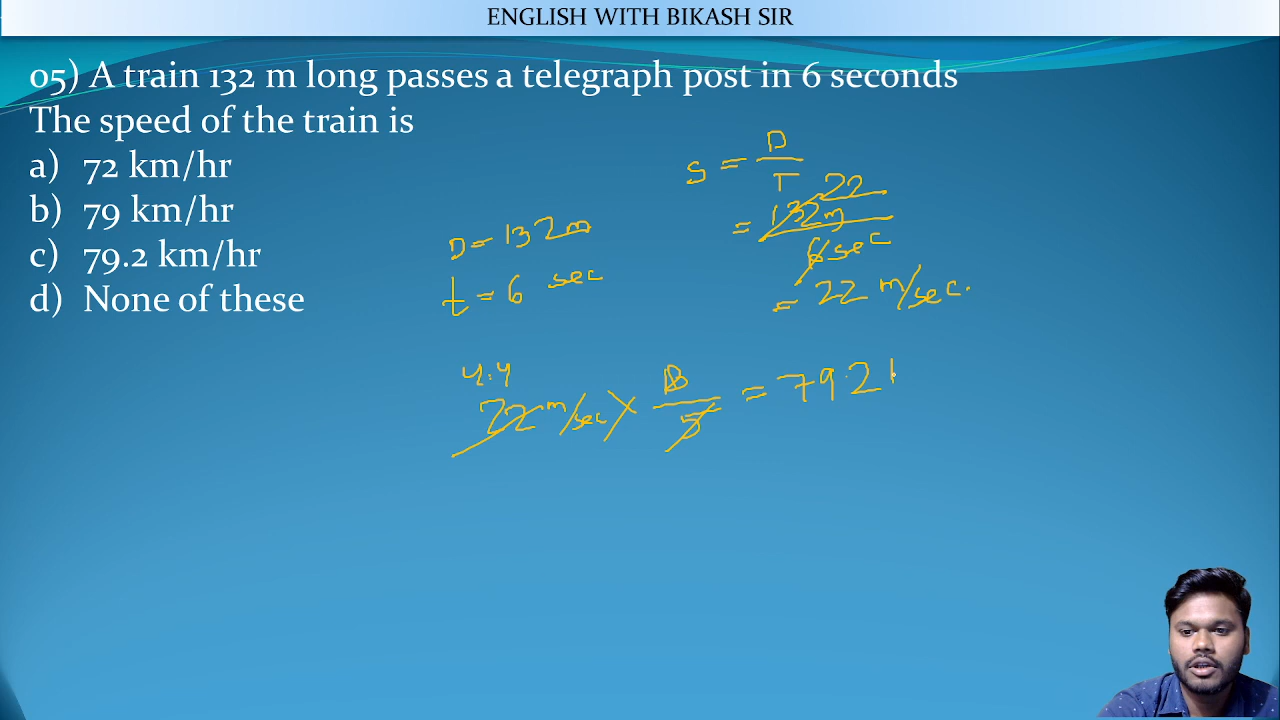 ENGLISH WITH BIKASH SIR
05) A train 132 m long passes a telegraph post in 6 seconds
The speed of the train is
a) 72 km/hr
b) 79 km/hr
c) 79.2 km/hr
d) None of these
D = 132m
t = 6 sec
S = D
T
22
= 132m
6 sec
= 22 m/sec.
4.4
22 m/sec × 18 = 79.2
5